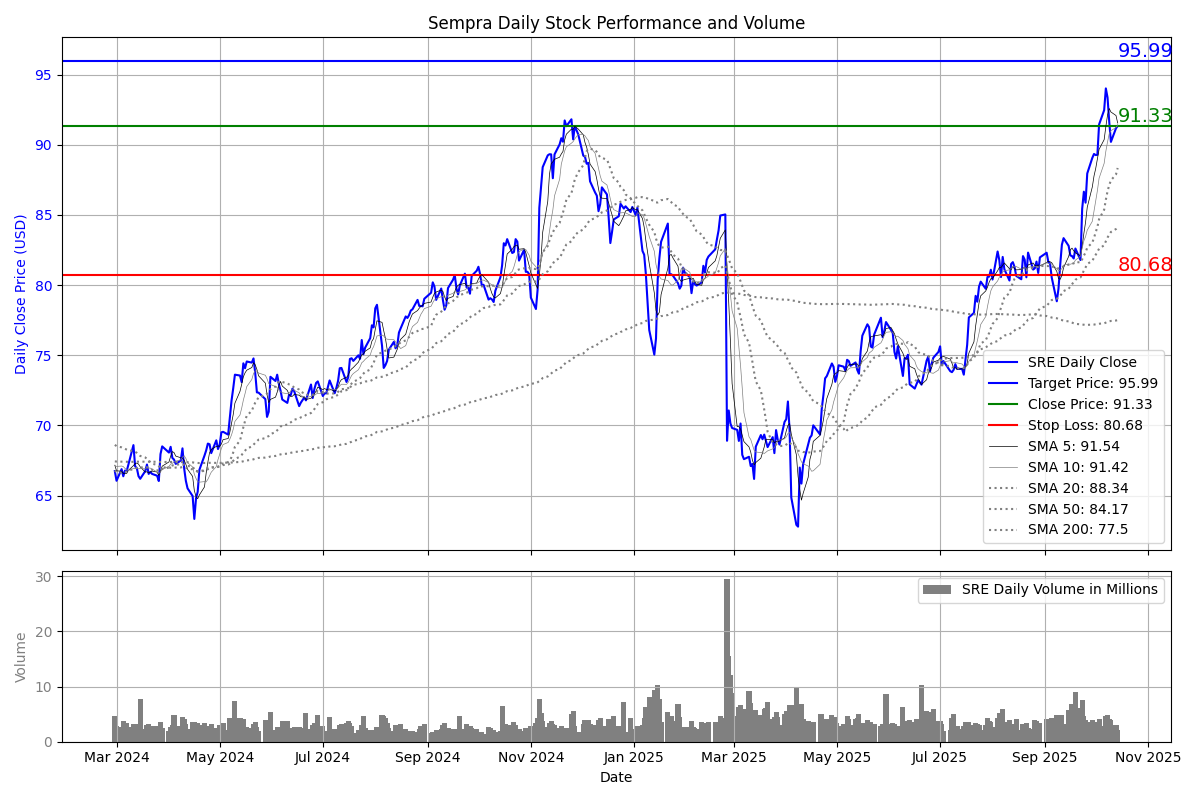 Sempra Daily Stock Performance and Volume
95.99
95
91.33
90
85
80.68
80
75
70
65
Daily Close Price (USD)
SRE Daily Close
Target Price: 95.99
Close Price: 91.33
Stop Loss: 80.68
SMA 5: 91.54
SMA 10: 91.42
SMA 20: 88.34
SMA 50: 84.17
SMA 200: 77.5
30
20
10
0
Volume
SRE Daily Volume in Millions
Mar 2024 May 2024 Jul 2024 Sep 2024 Nov 2024 Jan 2025 Mar 2025 May 2025 Jul 2025 Sep 2025 Nov 2025
Date